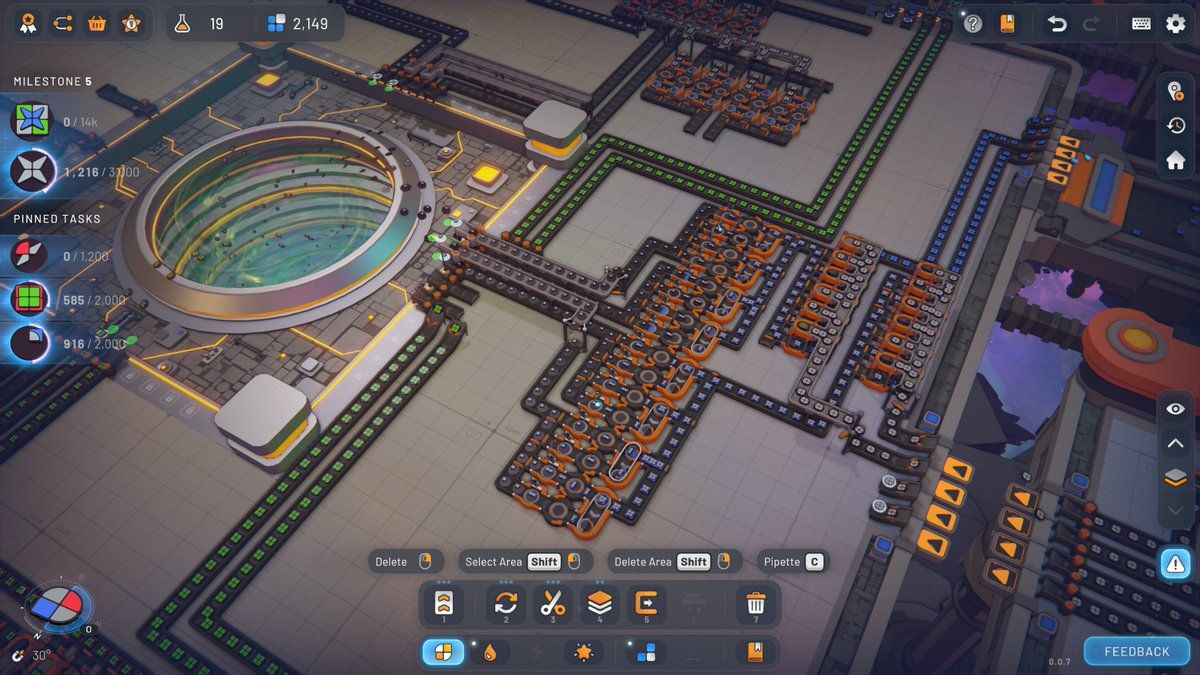 19
2,149
MILESTONE 5
0 / 14k
1,216 / 3,000
PINNED TASKS
0 / 1,200
585 / 2,000
916 / 2,000
Delete
Select Area Shift
Delete Area Shift
Pipette C
1
2
3
4
5
7
N
0
30°
0.0.7
FEEDBACK